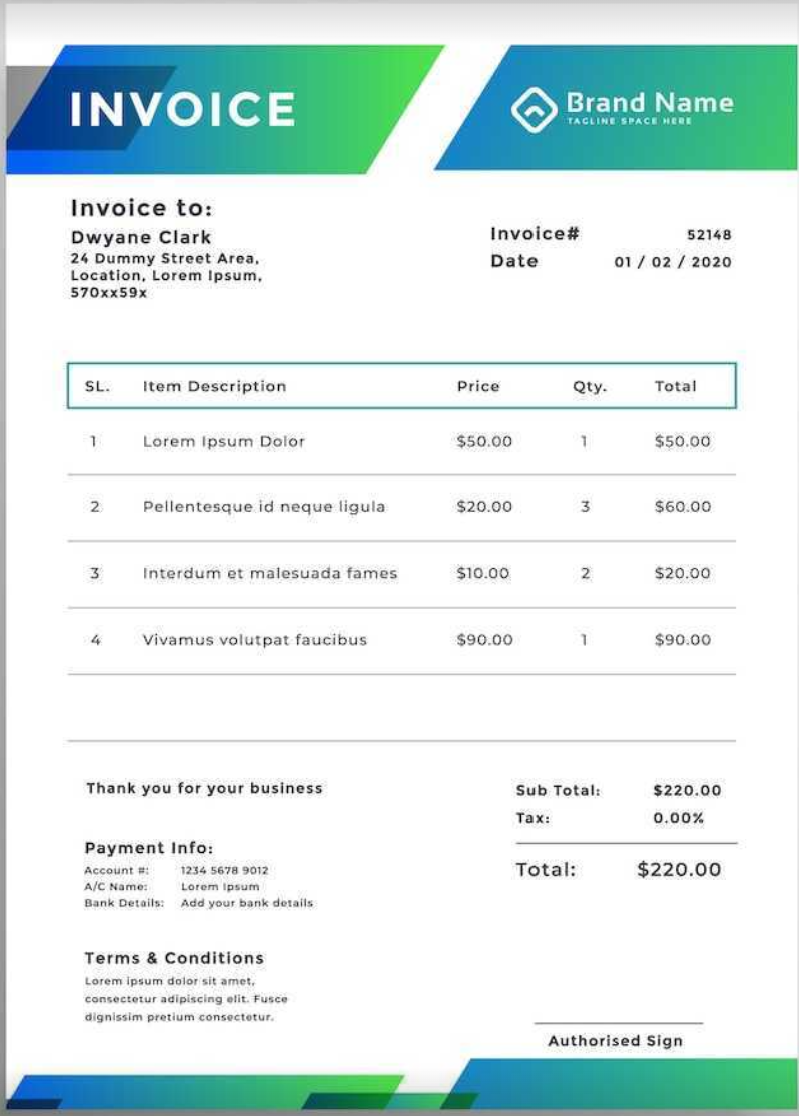 INVOICE
Brand Name
TAGLINE SPACE HERE
Invoice to:
Dwyane Clark
24 Dummy Street Area,
Location, Lorem Ipsum,
570xx59x
Invoice# 52148
Date 01 / 02 / 2020
SL. Item Description Price Qty. Total
1 Lorem Ipsum Dolor $50.00 1 $50.00
2 Pellentesque id neque ligula $20.00 3 $60.00
3 Interdum et malesuada fames $10.00 2 $20.00
4 Vivamus volutpat faucibus $90.00 1 $90.00
Thank you for your business
Sub Total: $220.00
Tax: 0.00%
Total: $220.00
Payment Info:
Account #: 1234 5678 9012
A/C Name: Lorem Ipsum
Bank Details: Add your bank details
Terms & Conditions
Lorem ipsum dolor sit amet,
consectetur adipiscing elit. Fusce
dignissim pretium consectetur.
Authorised Sign